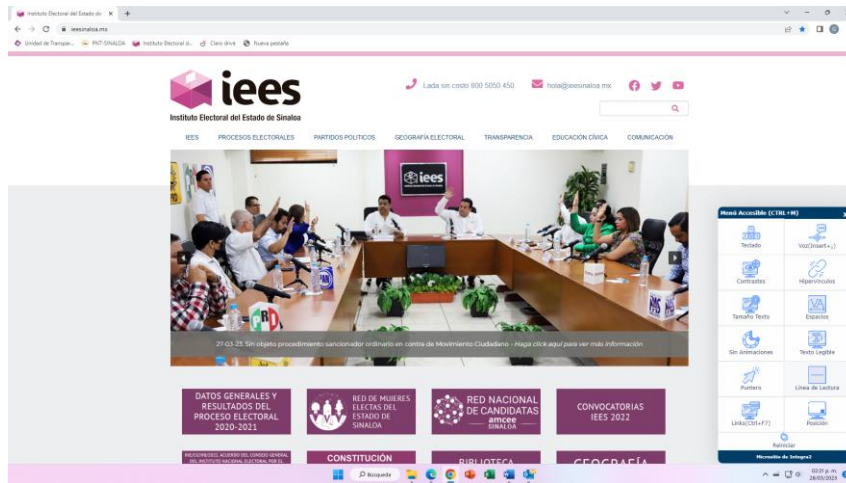 Instituto Electoral del Estado de
ieesinaloa.mx
Unidad de Transpar...
PNT-SINALOA
Instituto Electoral d...
Claro drive
Nueva pestaña
iees
Instituto Electoral del Estado de Sinaloa
Lada sin costo 800 5050 450
hola@ieesinaloa.mx
IEES
PROCESOS ELECTORALES
PARTIDOS POLITICOS
GEOGRAFÍA ELECTORAL
TRANSPARENCIA
EDUCACIÓN CÍVICA
COMUNICACIÓN
iees
PRD
27-03-23. Sin objeto procedimiento sancionador ordinario en contra de Movimiento Ciudadano - Haga click aquí para ver más información
Menú Accesible (CTRL+M)
Teclado
Voz(Insert+¡)
Contrastes
Hipervínculos
Tamaño Texto
Espacios
Sin Animaciones
Texto Legible
Puntero
Línea de Lectura
Links(Ctrl+F7)
Posición
Reiniciar
Micrositio de Integra2
DATOS GENERALES Y
RESULTADOS DEL
PROCESO ELECTORAL
2020-2021
RED DE MUJERES
ELECTAS DEL
ESTADO DE
SINALOA
RED NACIONAL
DE CANDIDATAS
amcee
SINALOA
CONVOCATORIAS
IEES 2022
CONSTITUCIÓN
BIBLIOTECA
GEOGRAFÍA
Búsqueda
03:21 p. m.
28/03/2023